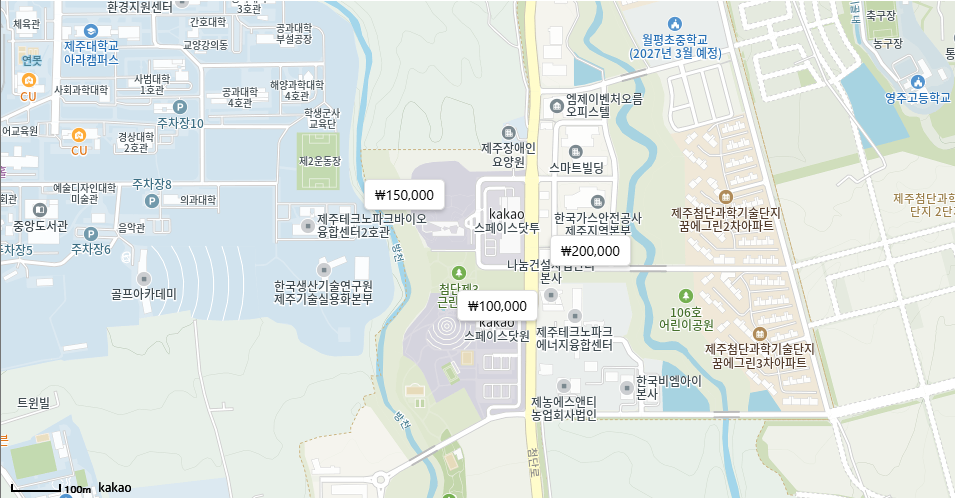 환경지원센터
3호관
체육관
간호대학
공과대학
부설공장
제주대학교
아라캠퍼스
교양강의동
연못
CU
사회과학대학
사범대학
1호관
공과대학
4호관
해양과학대학
4호관
주차장10
학생군사
교육단
어교육원
CU
경상대학
2호관
제2운동장
예술디자인대학
미술관
주차장8
의과대학
회관
중앙도서관
음악관
주차장5
주차장6
골프아카데미
제주테크노파크바이오
융합센터2호관
한국생산기술연구원
제주기술실용화본부
방천
₩150,000
제주장애인
요양원
kakao
스페이스닷투
엠제이벤처오름
오피스텔
스마트빌딩
한국가스안전공사
제주지역본부
₩200,000
본사
첨단제3
₩100,000
kakao
스페이스닷원
제주테크노파크
에너지융합센터
제농에스앤티
농업회사법인
한국비엠아이
본사
월평초중학교
(2027년 3월 예정)
축구장
농구장
영주고등학교
제주첨단과학기술단지
꿈에그린2차아파트
제주첨단과학기술
단지 2단
106호
어린이공원
제주첨단과학기술단지
꿈에그린3차아파트
방천
첨단로
트윈빌
100m
kakao